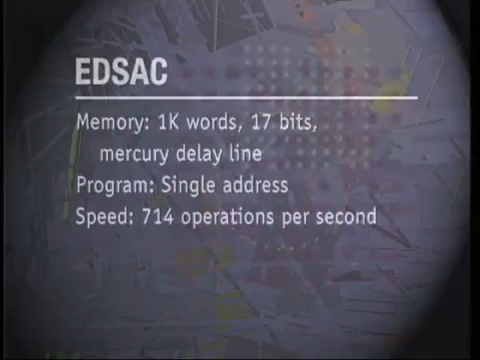 EDSAC
Memory: 1K words, 17 bits,
mercury delay line
Program: Single address
Speed: 714 operations per second